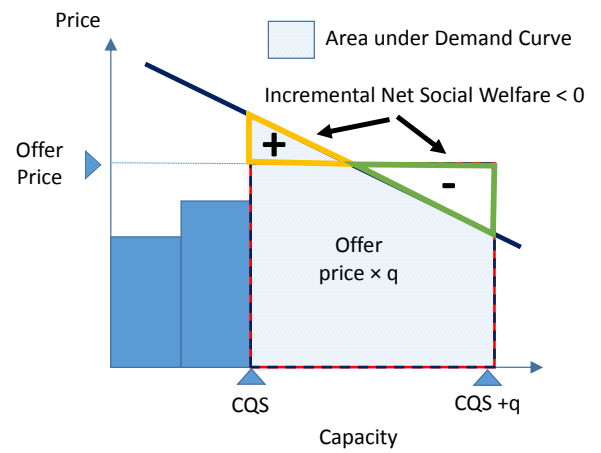 Price
Area under Demand Curve
Incremental Net Social Welfare < 0
+
Offer
Price
-
Offer
price × q
CQS
CQS +q
Capacity